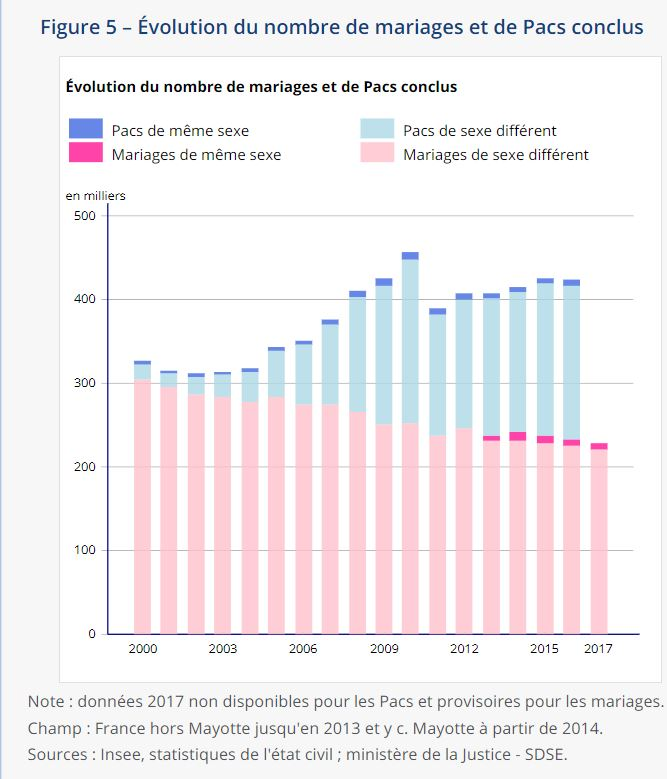 Figure 5 – Évolution du nombre de mariages et de Pacs conclus
Évolution du nombre de mariages et de Pacs conclus
Pacs de même sexe
Pacs de sexe différent
Mariages de même sexe
Mariages de sexe différent
en milliers
500
400
300
200
100
0
2000 2003 2006 2009 2012 2015 2017
Note : données 2017 non disponibles pour les Pacs et provisoires pour les mariages.
Champ : France hors Mayotte jusqu'en 2013 et y c. Mayotte à partir de 2014.
Sources : Insee, statistiques de l'état civil ; ministère de la Justice - SDSE.